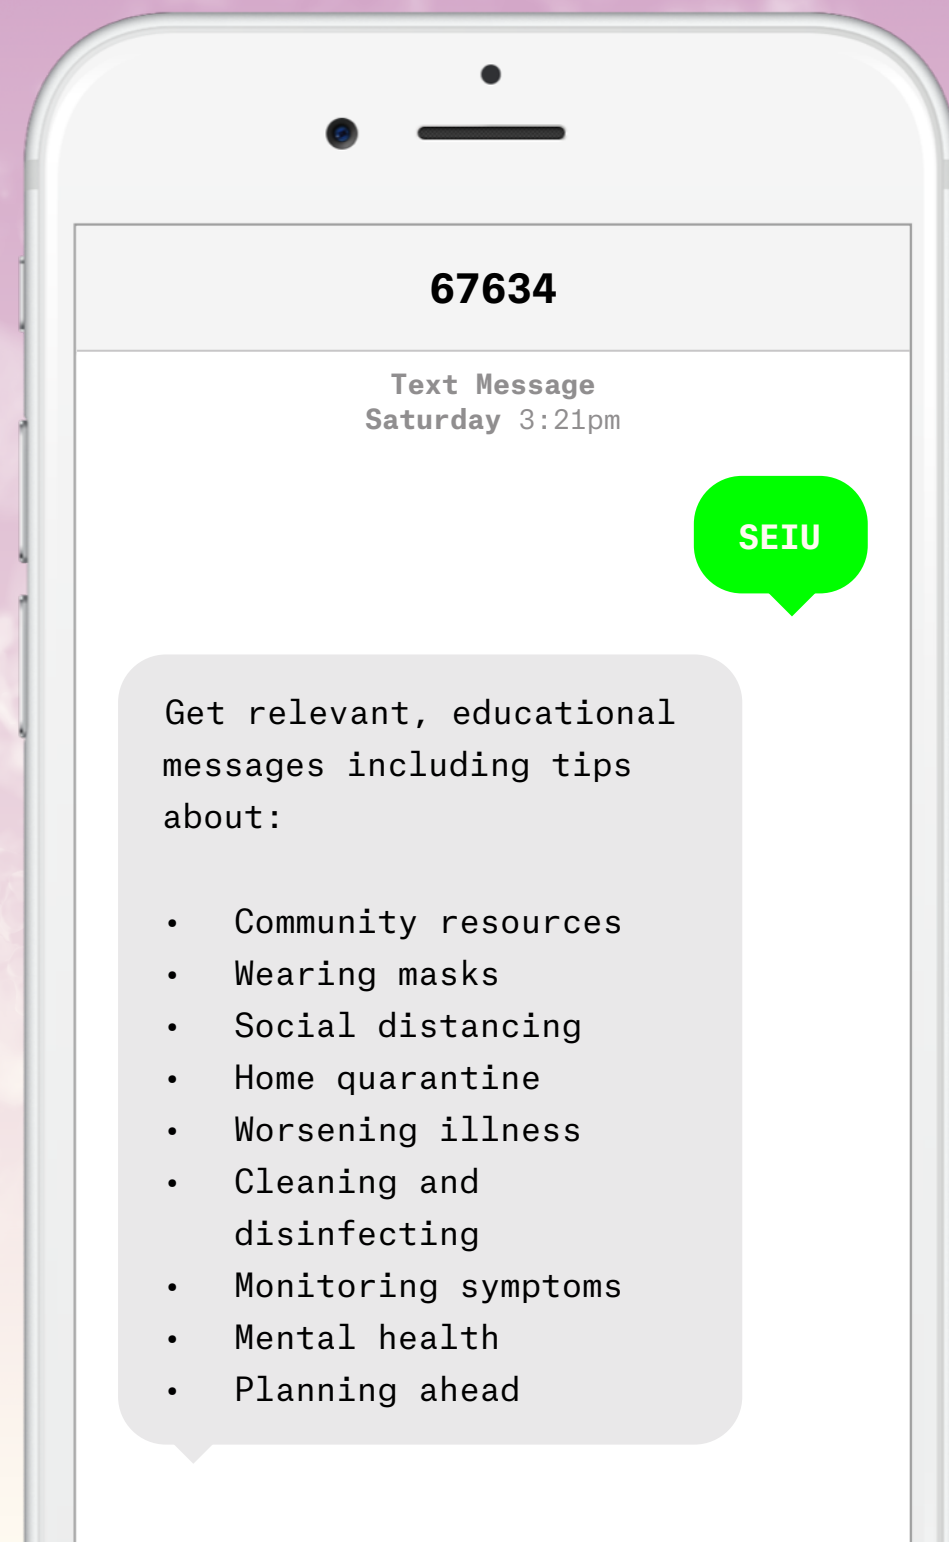 67634
Text Message
Saturday 3:21pm
SEIU
Get relevant, educational
messages including tips
about:
• Community resources
• Wearing masks
• Social distancing
• Home quarantine
• Worsening illness
• Cleaning and
disinfecting
• Monitoring symptoms
• Mental health
• Planning ahead